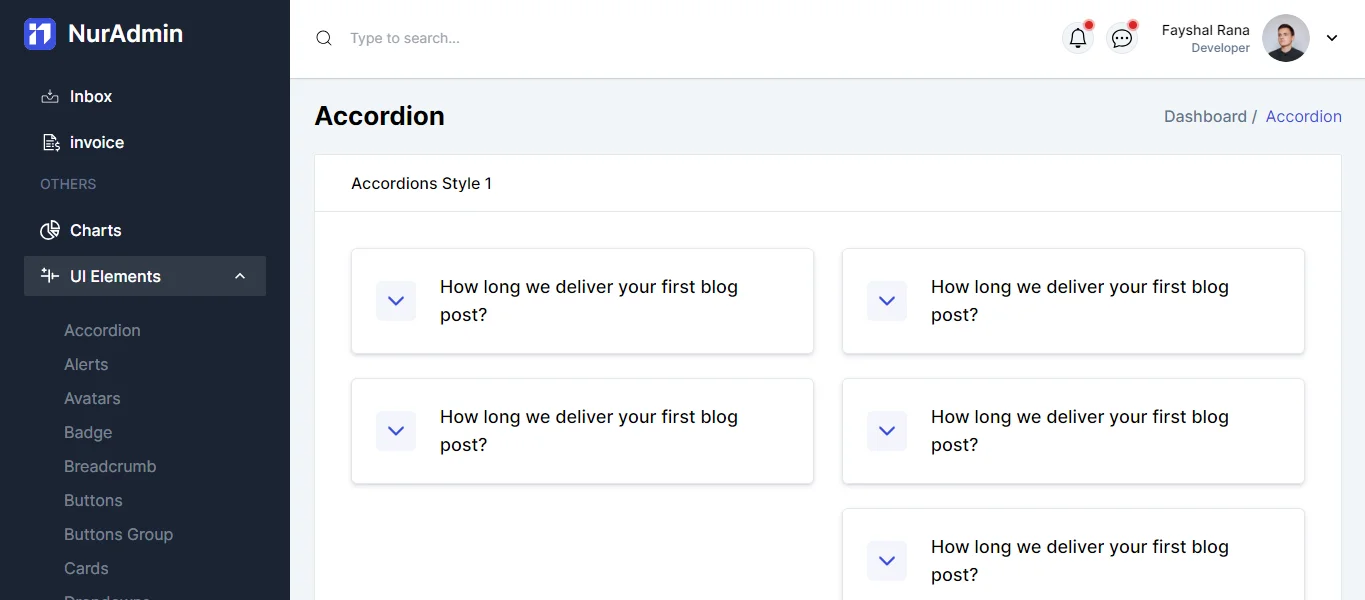 NurAdmin
Inbox
invoice
OTHERS
Charts
UI Elements
Accordion
Alerts
Avatars
Badge
Breadcrumb
Buttons
Buttons Group
Cards
Dropdowns
Type to search...
Fayshal Rana
Developer
Accordion
Dashboard / Accordion
Accordions Style 1
How long we deliver your first blog
post?
How long we deliver your first blog
post?
How long we deliver your first blog
post?
How long we deliver your first blog
post?
How long we deliver your first blog
post?